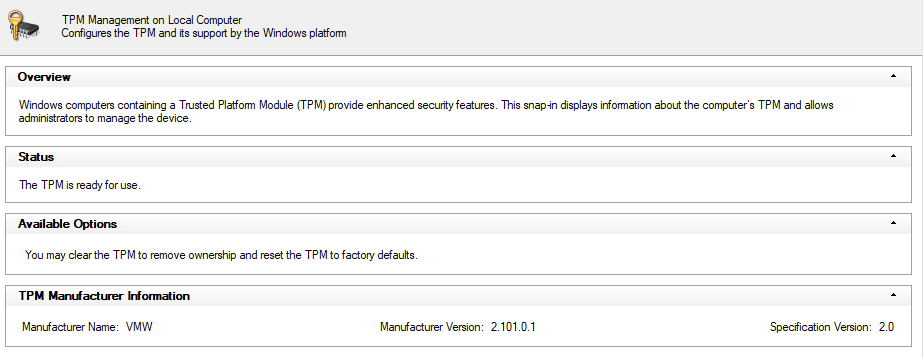 TPM Management on Local Computer
Configures the TPM and its support by the Windows platform
Overview
Windows computers containing a Trusted Platform Module (TPM) provide enhanced security features. This snap-in displays information about the computer's TPM and allows
administrators to manage the device.
Status
The TPM is ready for use.
Available Options
You may clear the TPM to remove ownership and reset the TPM to factory defaults.
TPM Manufacturer Information
Manufacturer Name: VMW Manufacturer Version: 2.101.0.1 Specification Version: 2.0